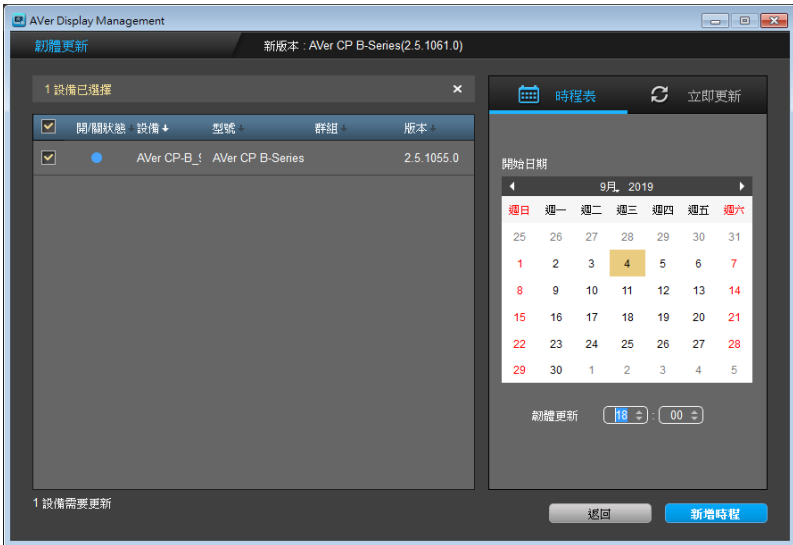 AVer Display Management
韌體更新 新版本 : AVer CP B-Series(2.5.1061.0)
1 設備已選擇
開/關狀態 設備 型號 群組 版本
AVer CP-B_ AVer CP B-Series 2.5.1055.0
時程表 立即更新
開始日期
9月, 2019
週日 週一 週二 週三 週四 週五 週六
25 26 27 28 29 30 31
1 2 3 4 5 6 7
8 9 10 11 12 13 14
15 16 17 18 19 20 21
22 23 24 25 26 27 28
29 30 1 2 3 4 5
韌體更新 18 : 00
1 設備需要更新
返回 新增時程